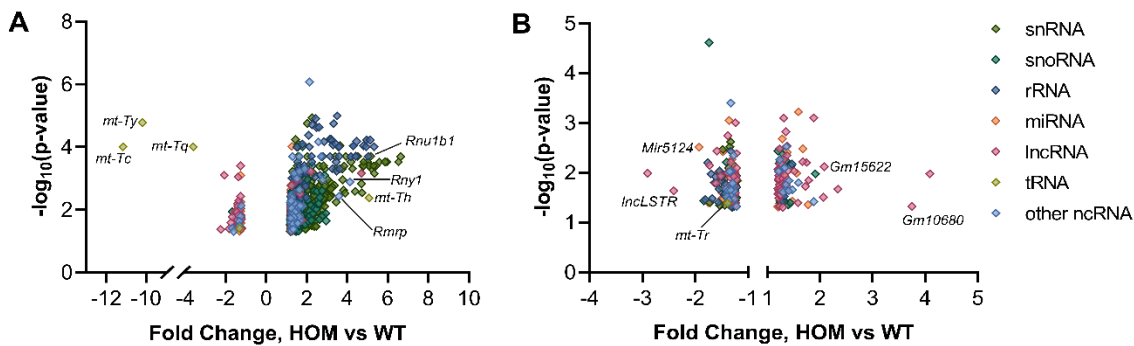 A
-log10(p-value)
8
6
4
2
0
mt-Ty
mt-Tc
mt-Tq
Rnu1b1
Rny1
mt-Th
Rmrp
-12 -10 -4 -2 0 2 4 6 8 10
Fold Change, HOM vs WT
B
-log10(p-value)
5
4
3
2
1
0
Mir5124
lncLSTR
mt-Tr
Gm15622
Gm10680
-4 -3 -2 -1 1 2 3 4 5
Fold Change, HOM vs WT
snRNA
snoRNA
rRNA
miRNA
lncRNA
tRNA
other ncRNA